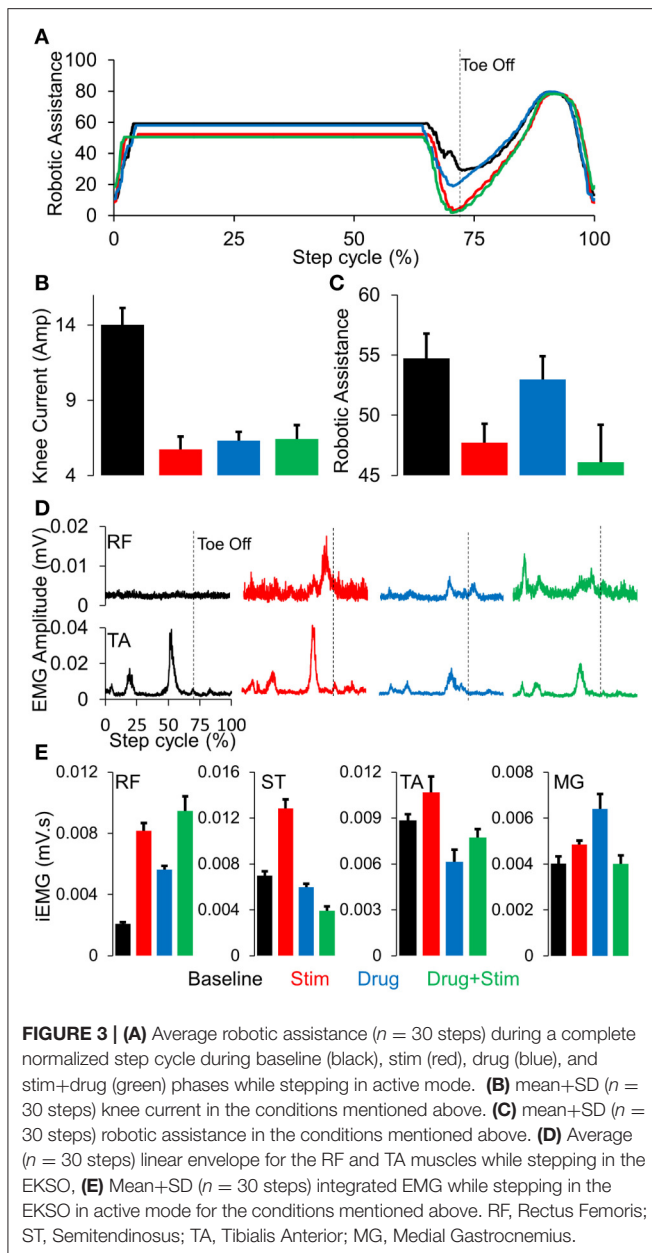 A
Robotic Assistance
100
80
60
40
20
0
Toe Off
0 25 50 75 100
Step cycle (%)
B
Knee Current (Amp)
14
9
4
C
Robotic Assistance
60
55
50
45
D
EMG Amplitude (mV)
-0.02
-0.01
0
RF
Toe Off
0.04
0.02
0
TA
0 25 50 75 100
Step cycle (%)
E
iEMG (mV.s)
0.012
0.008
0.004
0
RF
0.016
0.012
0.008
0.004
0
ST
0.012
0.009
0.006
0.003
0
TA
0.008
0.006
0.004
0.002
0
MG
Baseline Stim Drug Drug+Stim
FIGURE 3 | (A) Average robotic assistance (n = 30 steps) during a complete
normalized step cycle during baseline (black), stim (red), drug (blue), and
stim+drug (green) phases while stepping in active mode. (B) mean+SD (n =
30 steps) knee current in the conditions mentioned above. (C) mean+SD (n =
30 steps) robotic assistance in the conditions mentioned above. (D) Average
(n = 30 steps) linear envelope for the RF and TA muscles while stepping in the
EKSO, (E) Mean+SD (n = 30 steps) integrated EMG while stepping in the
EKSO in active mode for the conditions mentioned above. RF, Rectus Femoris;
ST, Semitendinosus; TA, Tibialis Anterior; MG, Medial Gastrocnemius.